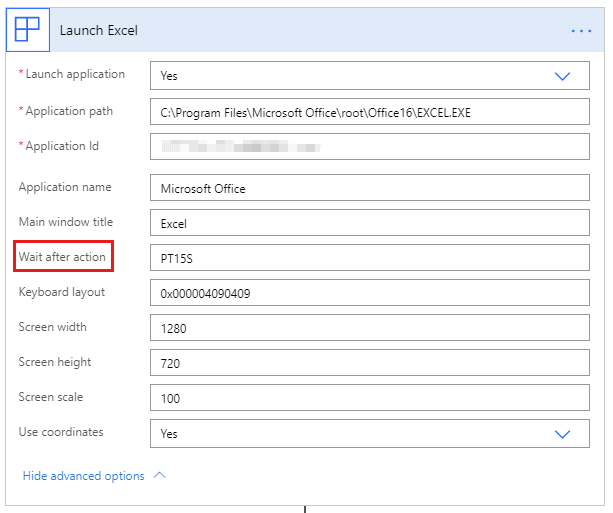 Launch Excel
* Launch application Yes
* Application path C:\Program Files\Microsoft Office\root\Office16\EXCEL.EXE
* Application Id
Application name Microsoft Office
Main window title Excel
Wait after action PT15S
Keyboard layout 0x000004090409
Screen width 1280
Screen height 720
Screen scale 100
Use coordinates Yes
Hide advanced options